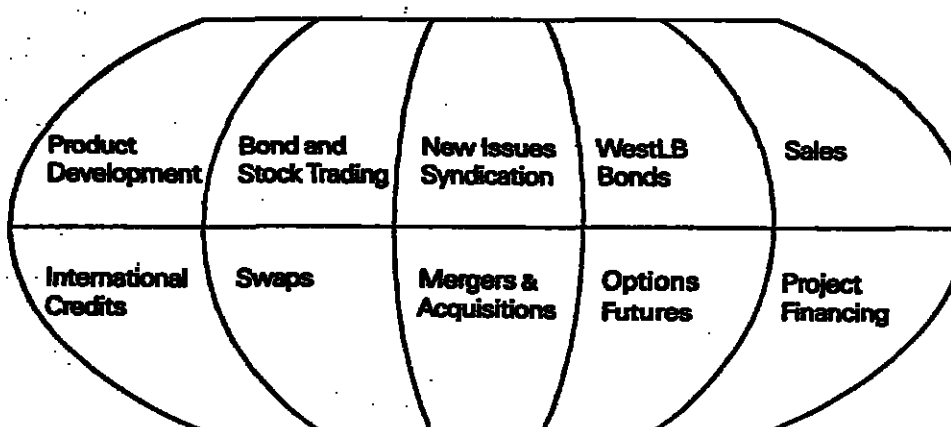 Product
Development
Bond and
Stock Trading
New Issues
Syndication
WestLB
Bonds
Sales
International
Credits
Swaps
Mergers &
Acquisitions
Options
Futures
Project
Financing